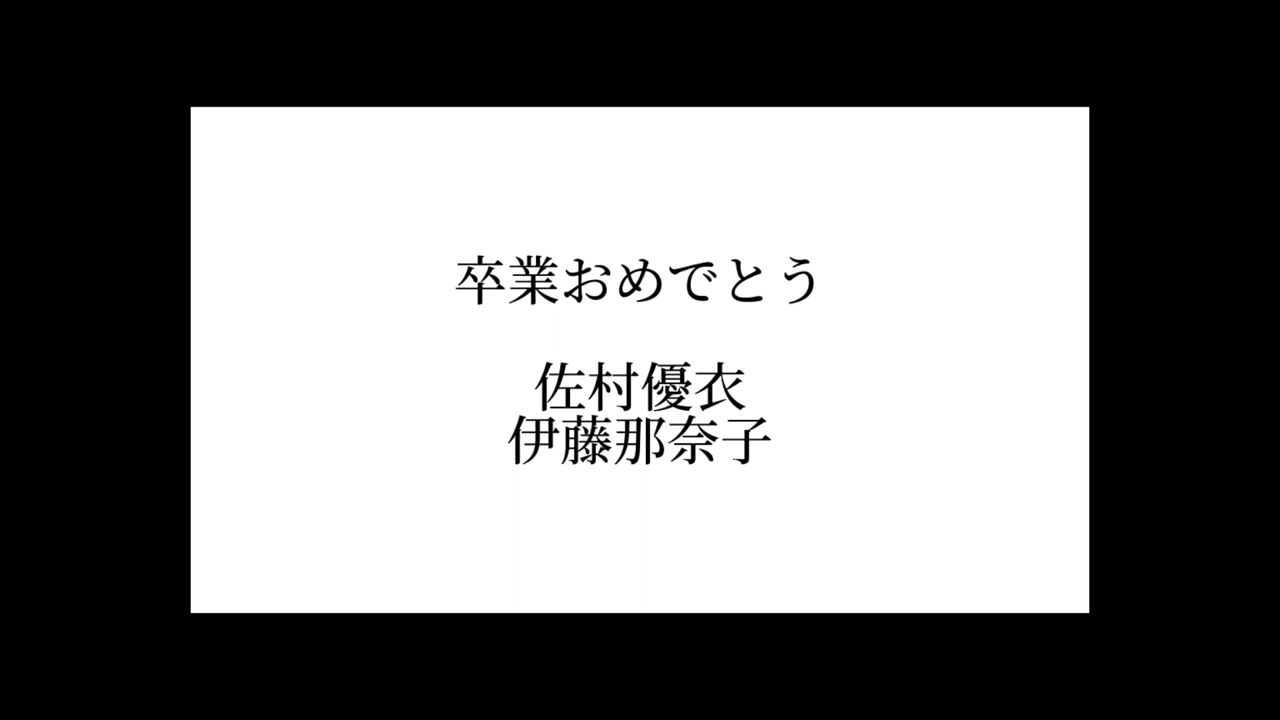 卒業おめでとう
佐村優衣
伊藤那奈子